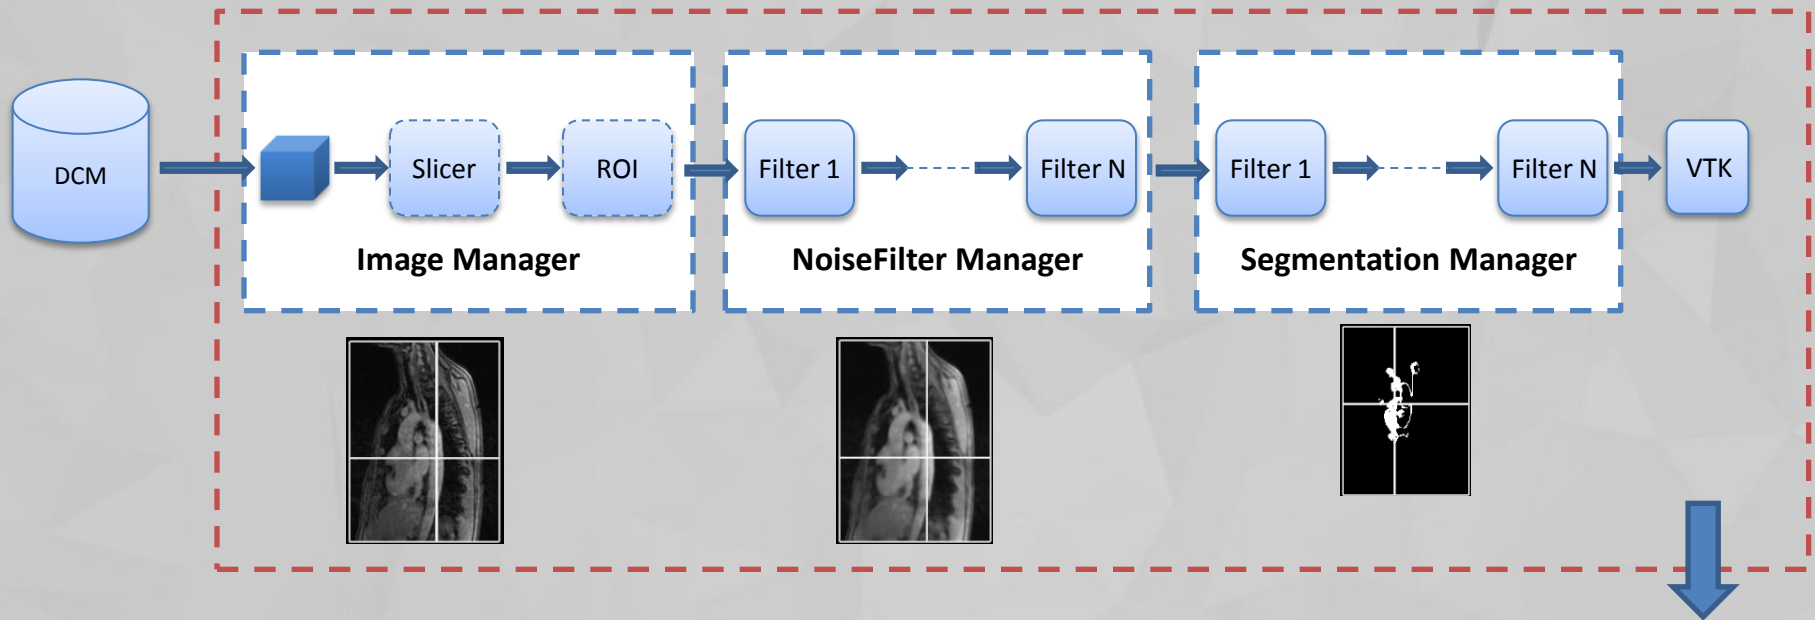 DCM
Slicer
ROI
Image Manager
Filter 1
Filter N
NoiseFilter Manager
Filter 1
Filter N
Segmentation Manager
VTK